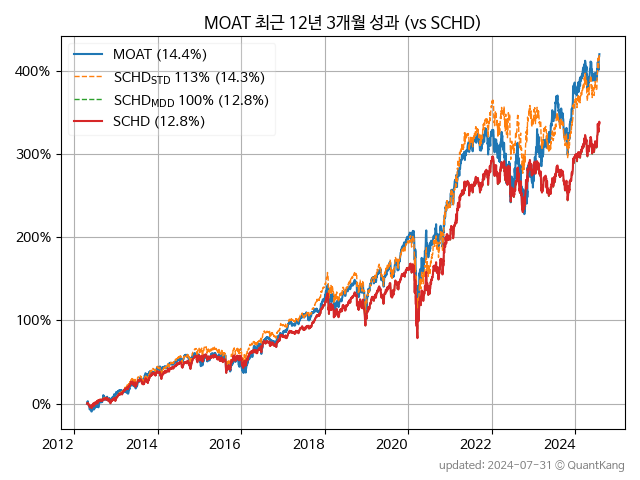 MOAT 최근 12년 3개월 성과 (vs SCHD)
MOAT (14.4%)
SCHD_STD 113% (14.3%)
SCHD_MDD 100% (12.8%)
SCHD (12.8%)
400%
300%
200%
100%
0%
2012 2014 2016 2018 2020 2022 2024
updated: 2024-07-31 © QuantKang